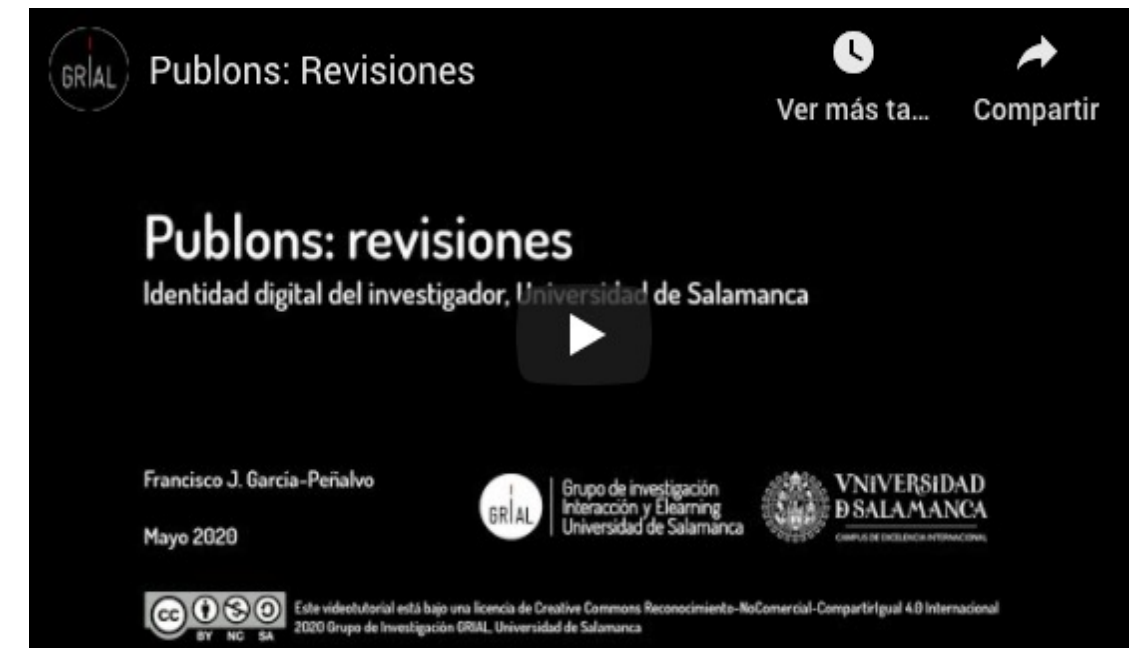 GRIAL
Publons: Revisiones
Ver más ta...
Compartir
Publons: revisiones
Identidad digital del investigador, Universidad de Salamanca
Francisco J. García-Peñalvo
Mayo 2020
GRIAL
Grupo de investigación
Interacción y Elearning
Universidad de Salamanca
VNiVERSiDAD
D SALAMANCA
CAMPUS DE EXCELENCIA INTERNACIONAL
cc
BY NC SA
Este videotutorial está bajo una licencia de Creative Commons Reconocimiento-NoComercial-CompartirIgual 4.0 Internacional
2020 Grupo de Investigación GRIAL, Universidad de Salamanca